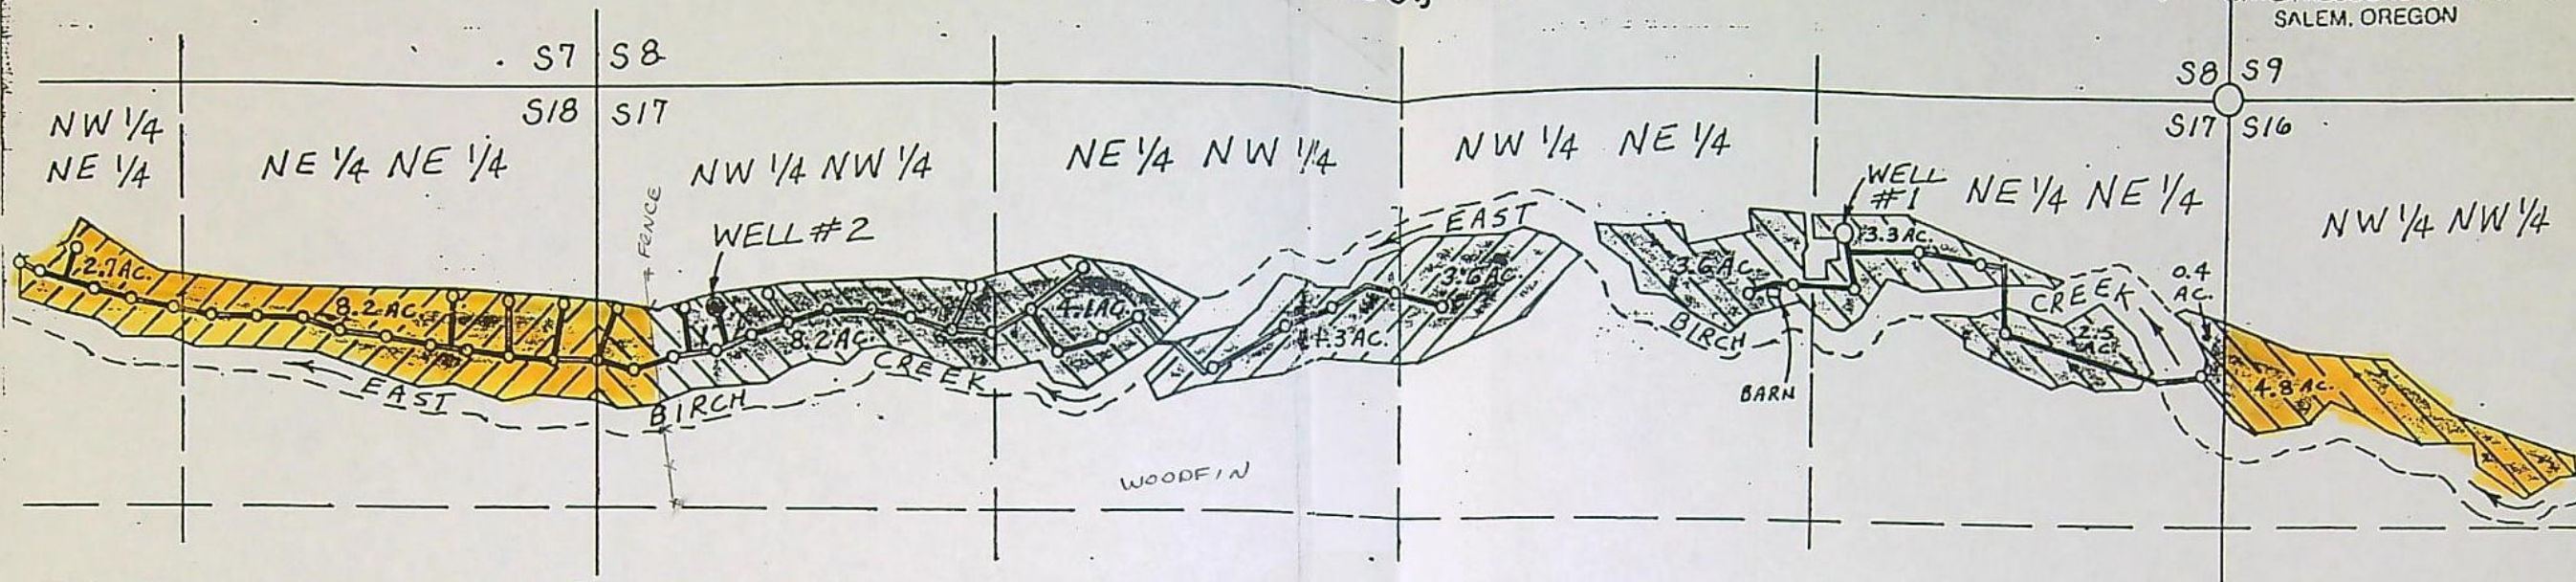 SALEM, OREGON
S7 S8
S8 S9
S18 S17
S17 S16
NW 1/4
NE 1/4
NE 1/4 NE 1/4
NW 1/4 NW 1/4
NE 1/4 NW 1/4
NW 1/4 NE 1/4
NE 1/4 NE 1/4
NW 1/4 NW 1/4
FENCE
WELL #2
WELL
#1
EAST
2.7 AC.
8.2 AC.
8.2 AC.
4.1 AC.
3.6 AC.
3.6 AC.
3.3 AC.
0.4
AC.
CREEK
2.5
AC.
4.8 AC.
BIRCH
BARN
EAST
BIRCH
CREEK
WOODFIN